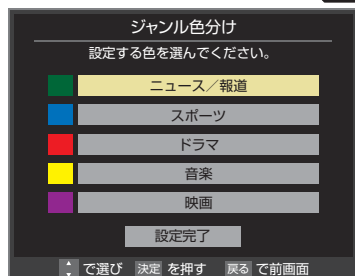 ジャンル色分け
設定する色を選んでください。
ニュース／報道
スポーツ
ドラマ
音楽
映画
設定完了
で選び 決定 を押す 戻る で前画面